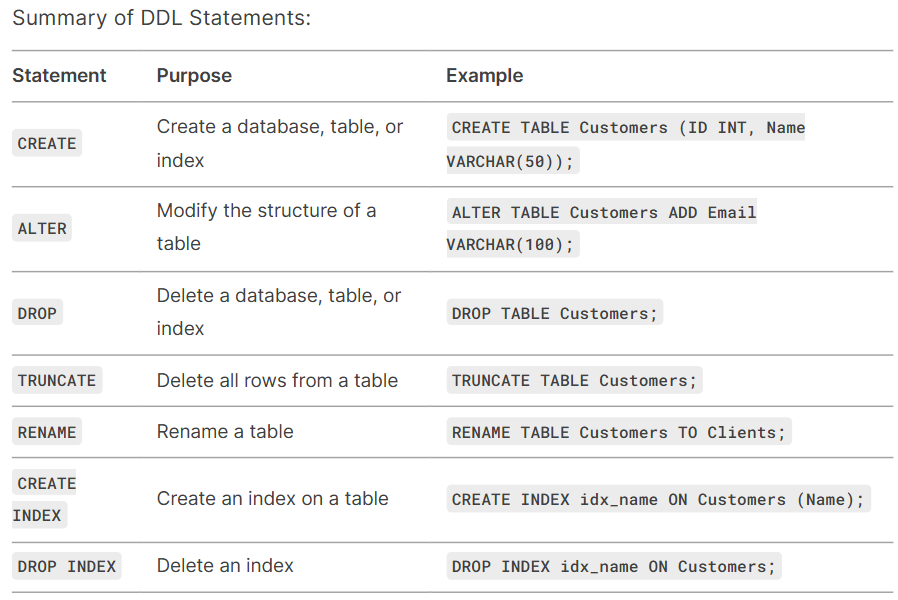 Summary of DDL Statements:
Statement Purpose Example
CREATE Create a database, table, or index CREATE TABLE Customers (ID INT, Name VARCHAR(50));
ALTER Modify the structure of a table ALTER TABLE Customers ADD Email VARCHAR(100);
DROP Delete a database, table, or index DROP TABLE Customers;
TRUNCATE Delete all rows from a table TRUNCATE TABLE Customers;
RENAME Rename a table RENAME TABLE Customers TO Clients;
CREATE INDEX Create an index on a table CREATE INDEX idx_name ON Customers (Name);
DROP INDEX Delete an index DROP INDEX idx_name ON Customers;